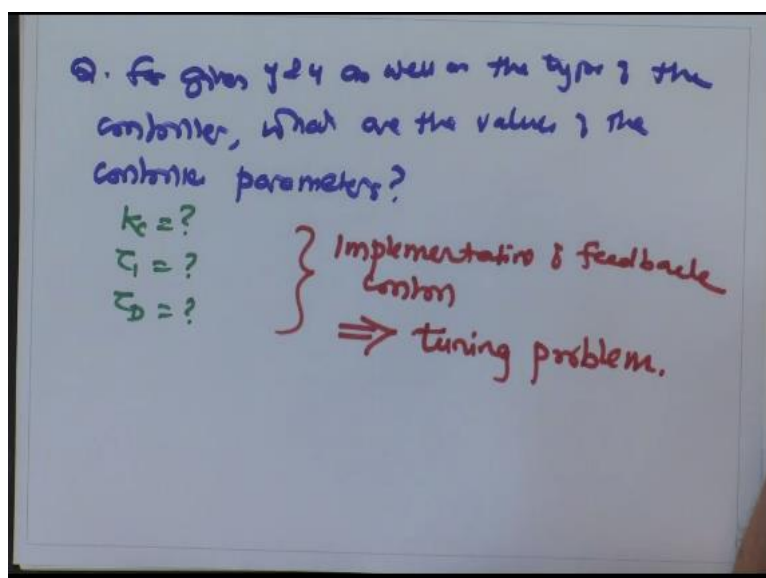 Q. For given y & u as well as the type of the
controller, what are the values of the
controller parameters?
Kc = ?
τI = ?
τD = ?
Implementation of feedback
control
⇒ tuning problem.